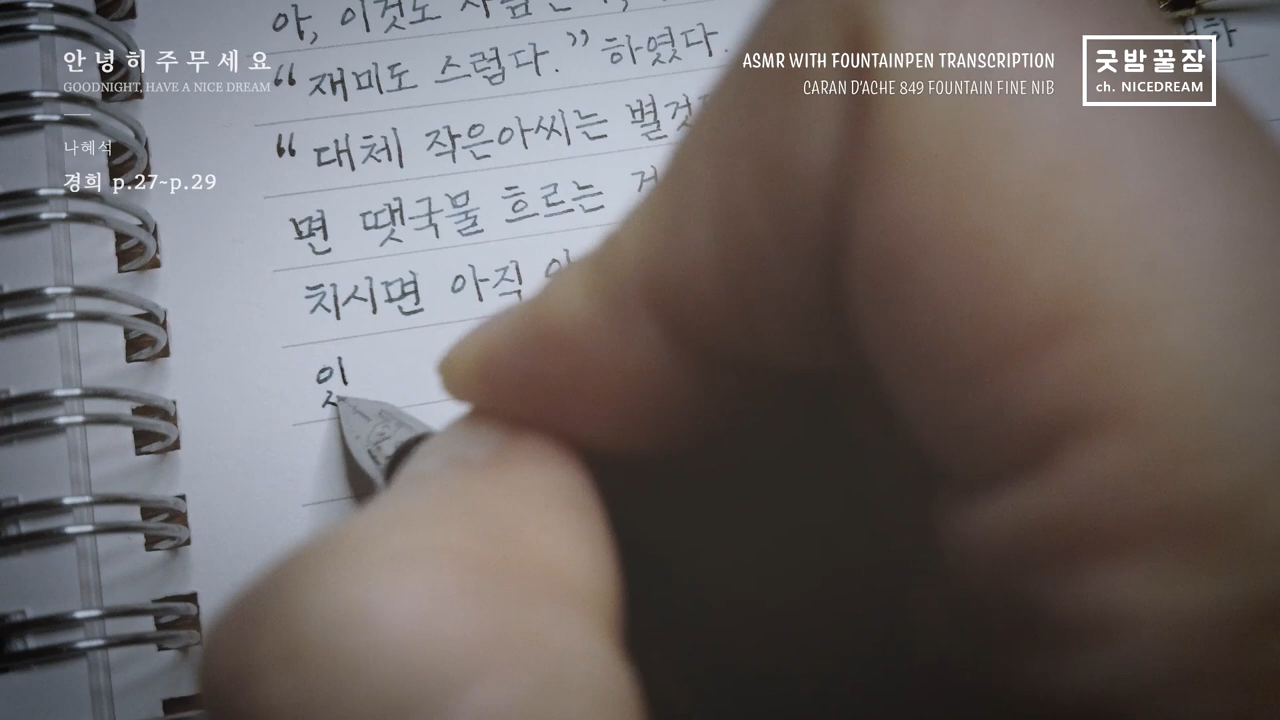 안녕히주무세요
GOODNIGHT, HAVE A NICE DREAM
나혜석
경희 p.27~p.29
ASMR WITH FOUNTAINPEN TRANSCRIPTION
CARAN D'ACHE 849 FOUNTAIN FINE NIB
굿밤꿀잠
ch. NICEDREAM
아, 이것도
“재미도 스럽다.” 하였다.
“대체 작은아씨는
면 땟국물 흐르는
치시면 아직